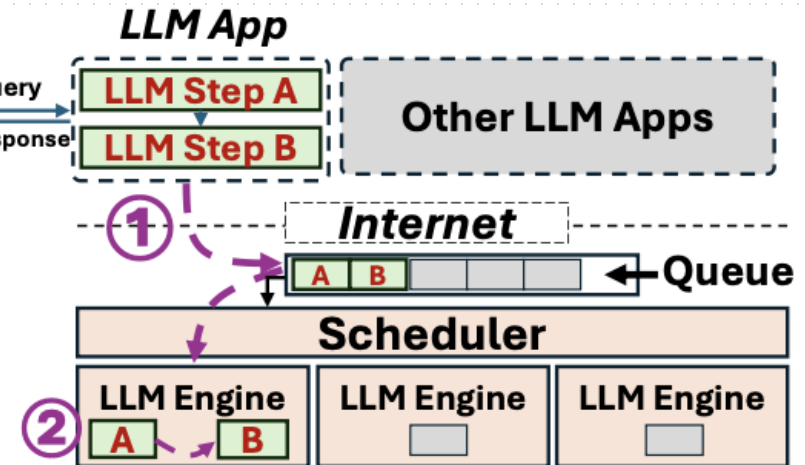 LLM App
LLM Step A
LLM Step B
Other LLM Apps
sponse
1
Internet
A B
Queue
Scheduler
LLM Engine
LLM Engine
LLM Engine
2
A B